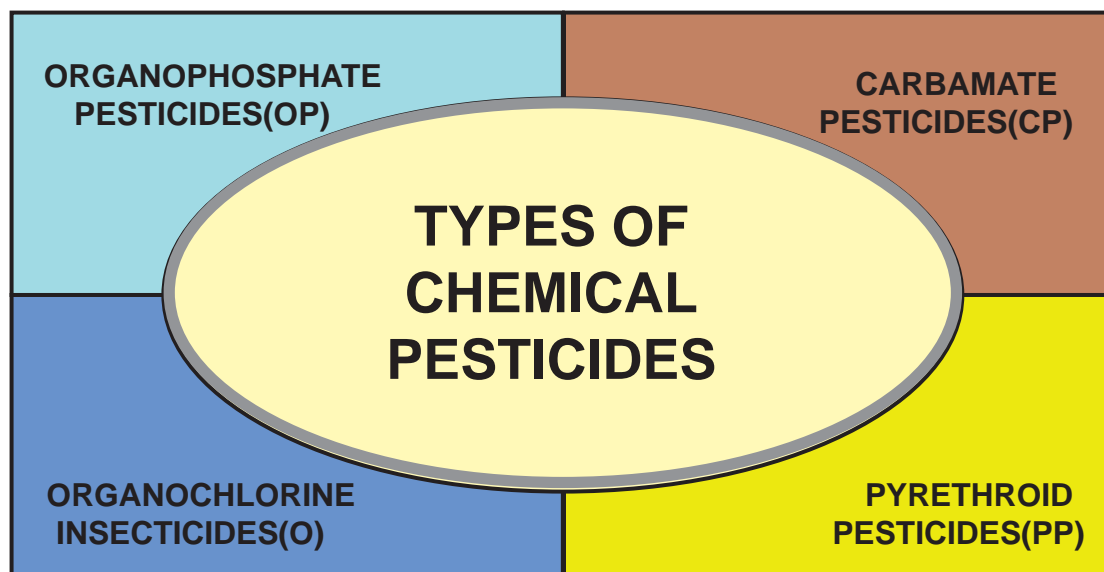 ORGANOPHOSPHATE
PESTICIDES(OP)
CARBAMATE
PESTICIDES(CP)
TYPES OF
CHEMICAL
PESTICIDES
ORGANOCHLORINE
INSECTICIDES(O)
PYRETHROID
PESTICIDES(PP)